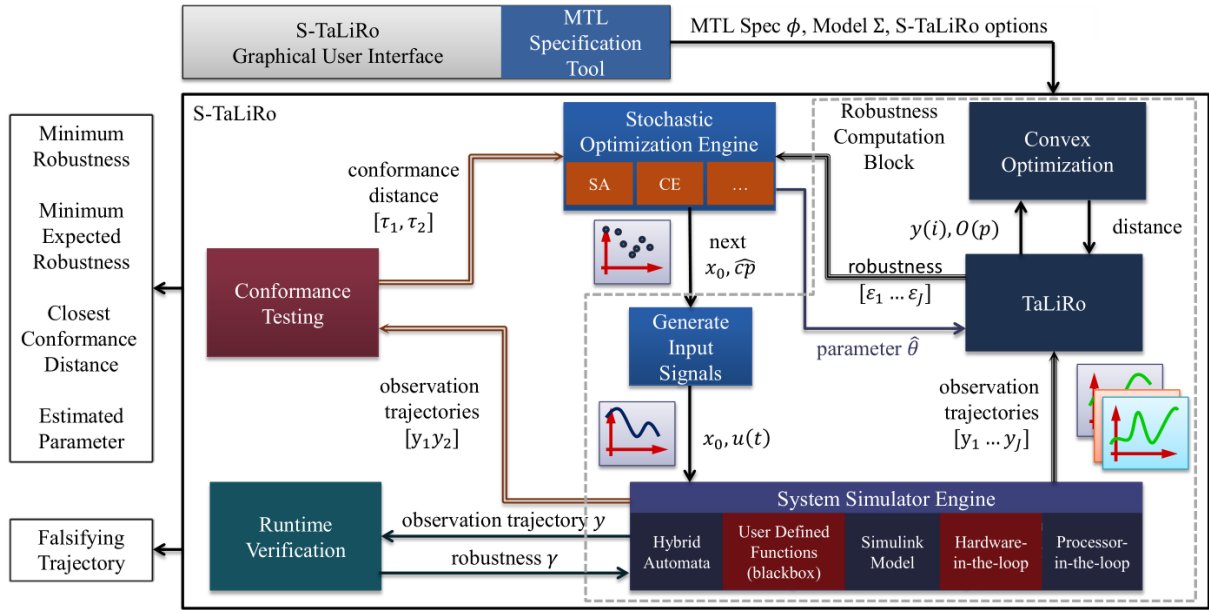 S-TaLiRo
Graphical User Interface
MTL
Specification
Tool
MTL Spec ϕ, Model Σ, S-TaLiRo options
S-TaLiRo
Minimum
Robustness
Minimum
Expected
Robustness
Closest
Conformance
Distance
Estimated
Parameter
Falsifying
Trajectory
conformance
distance
[τ₁, τ₂]
Stochastic
Optimization Engine
SA
CE
…
Robustness
Computation
Block
Convex
Optimization
y(i), O(p)
distance
next
x₀, ĉp
robustness
[ε₁ … ε_J]
TaLiRo
parameter θ̂
Conformance
Testing
Generate
Input
Signals
observation
trajectories
[y₁y₂]
x₀, u(t)
observation
trajectories
[y₁ … y_J]
Runtime
Verification
observation trajectory y
robustness γ
System Simulator Engine
Hybrid
Automata
User Defined
Functions
(blackbox)
Simulink
Model
Hardware-
in-the-loop
Processor-
in-the-loop